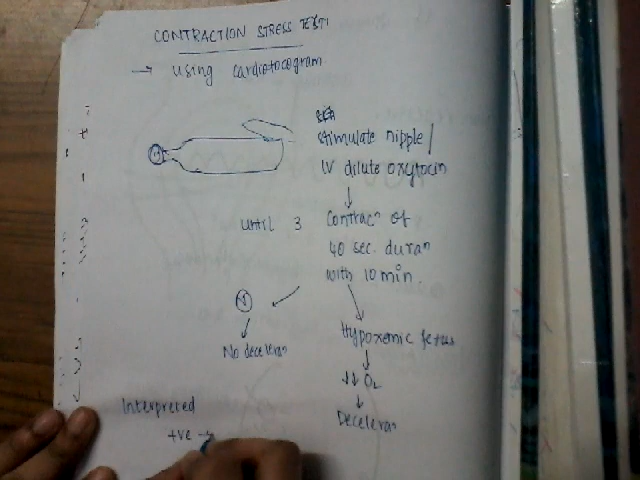 CONTRACTION STRESS TEST
→ using cardiotocogram
stimulate nipple/
IV dilute oxytocin
↓
until 3 Contracⁿ of
40 sec. duraⁿ
with 10 min.
N
↓
No deceleraⁿ
Hypoxemic fetus
↓
↓↓ O₂
↓
Deceleraⁿ
Interpreted
+ve →